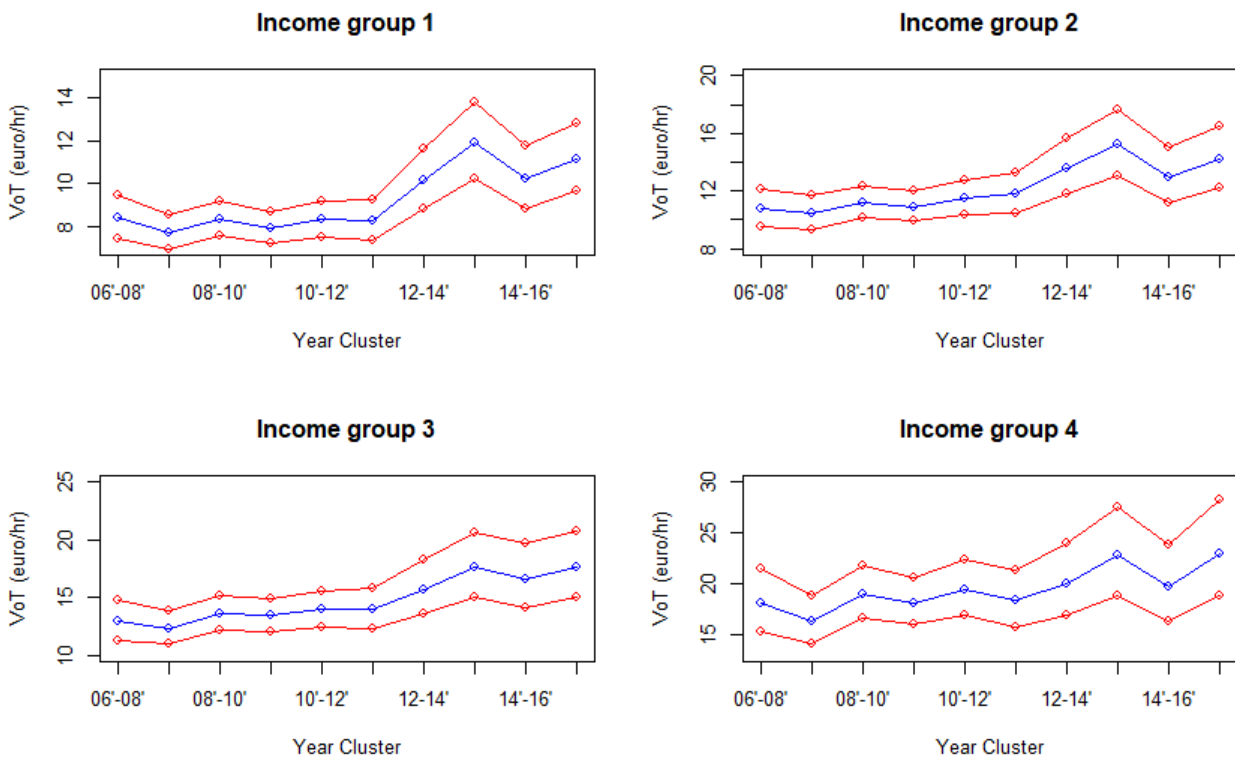 Income group 1
VoT (euro/hr)
14
12
10
8
06-08' 08'-10' 10'-12' 12-14' 14'-16'
Year Cluster
Income group 2
VoT (euro/hr)
20
16
12
8
06'-08' 08'-10' 10'-12' 12-14' 14'-16'
Year Cluster
Income group 3
VoT (euro/hr)
25
20
15
10
06-08' 08'-10' 10'-12' 12-14' 14'-16'
Year Cluster
Income group 4
VoT (euro/hr)
30
25
20
15
06'-08' 08'-10' 10'-12' 12-14' 14'-16'
Year Cluster